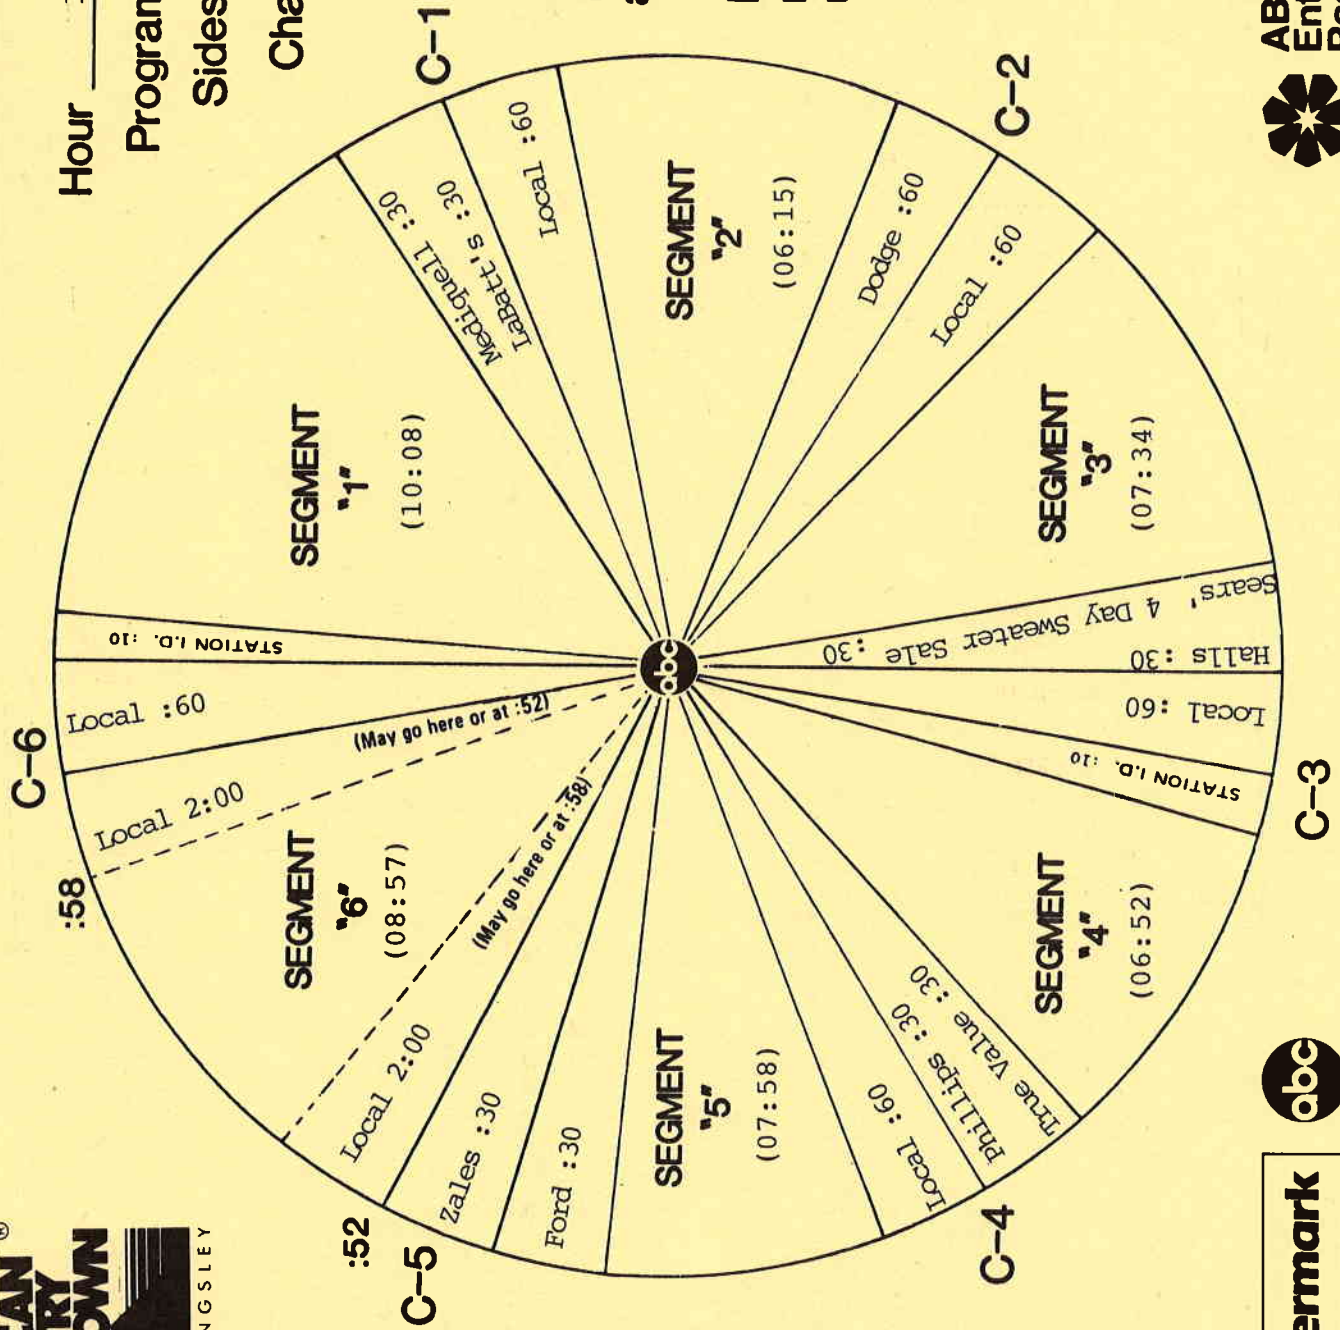 Hour
C-1
C-2
C-3
C-4
C-5
C-6
:52
:58
SEGMENT
"1"
(10:08)
Mediquell :30
LaBatt's :30
Local :60
SEGMENT
"2"
(06:15)
Dodge :60
Local :60
SEGMENT
"3"
(07:34)
Sears' 4 Day Sweater Sale :30
Halls :30
Local :60
STATION I.D. :10
SEGMENT
"4"
(06:52)
True Value :30
Phillips :30
Local :60
SEGMENT
"5"
(07:58)
Ford :30
Zales :30
Local 2:00
(May go here or at :58)
SEGMENT
"6"
(08:57)
(May go here or at :52)
Local 2:00
Local :60
STATION I.D. :10
abc
abc
Sides